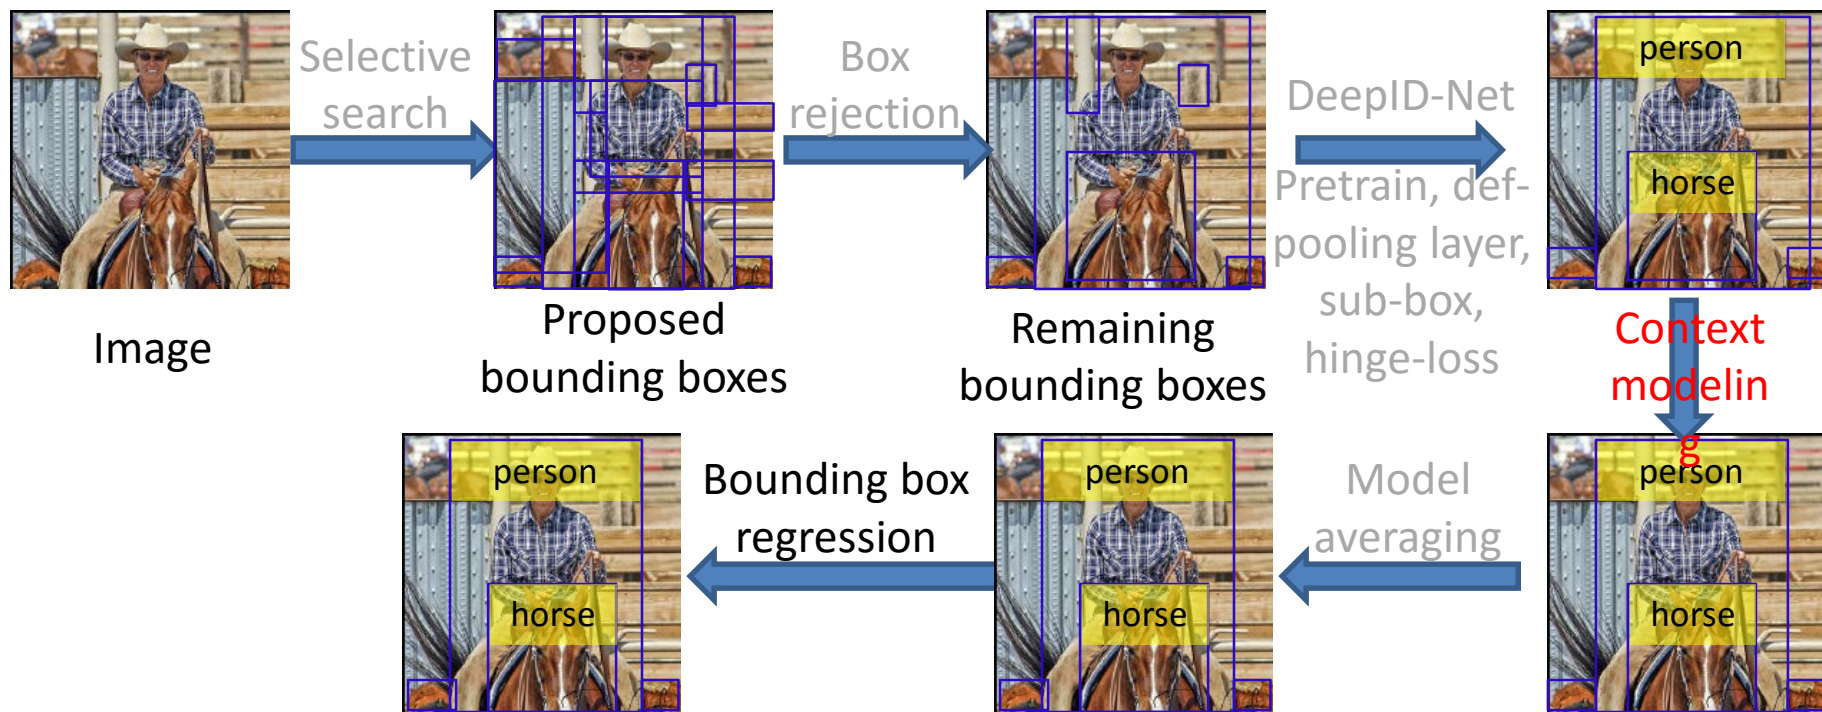 Selective
search
Box
rejection
DeepID-Net
Pretrain, def-
pooling layer,
sub-box,
hinge-loss
person
horse
Image
Proposed
bounding boxes
Remaining
bounding boxes
Context
modelin
g
person
horse
Bounding box
regression
person
horse
Model
averaging
person
horse